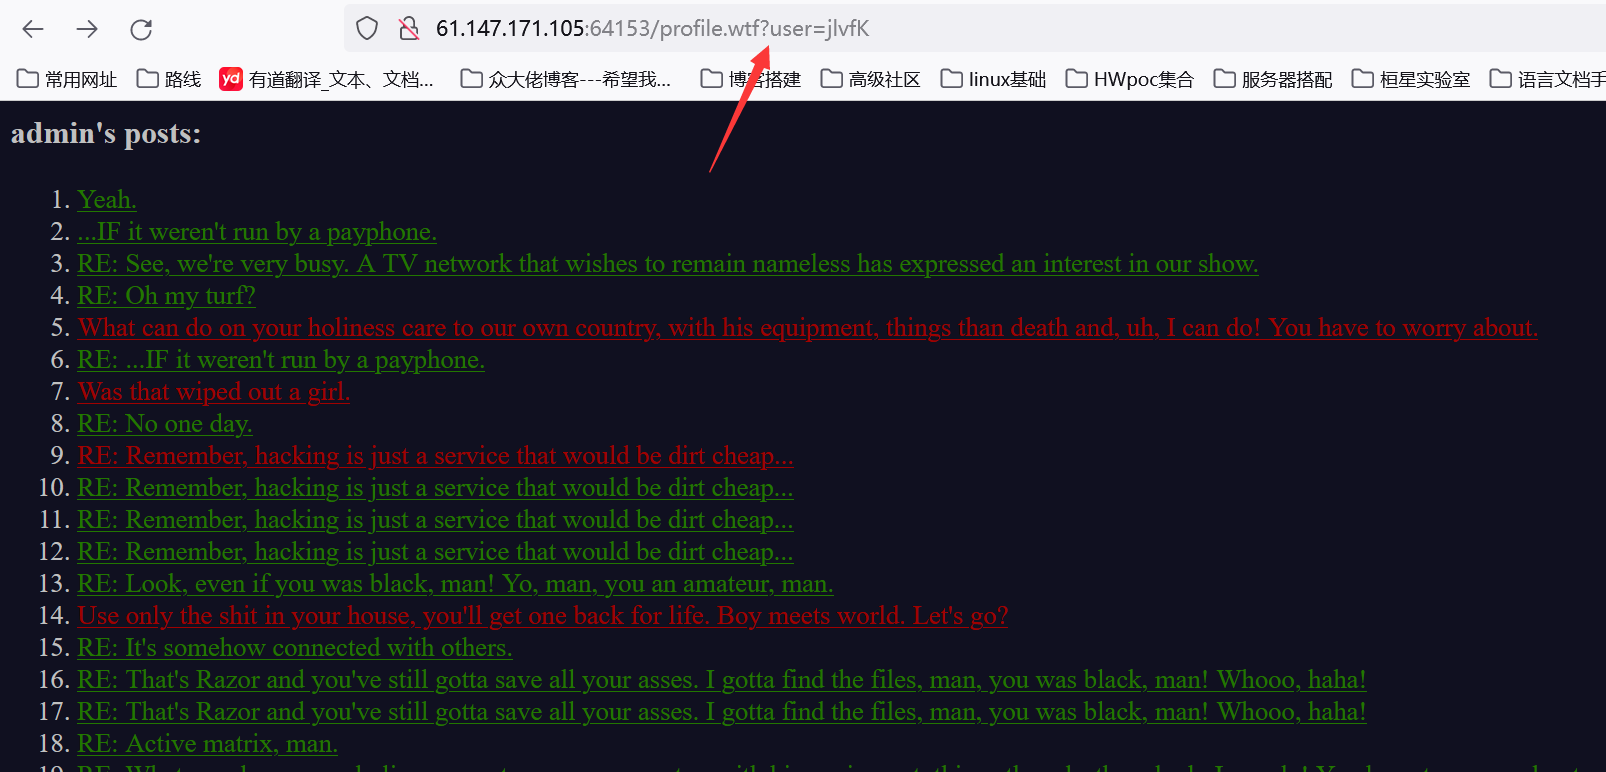 61.147.171.105:64153/profile.wtf?user=jlvfK
常用网址 路线 yd 有道翻译_文本、文档... 众大佬博客---希望我... 博客搭建 高级社区 linux基础 HWpoc集合 服务器搭配 桓星实验室 语言文档手
admin's posts:
1. Yeah.
2. ...IF it weren't run by a payphone.
3. RE: See, we're very busy. A TV network that wishes to remain nameless has expressed an interest in our show.
4. RE: Oh my turf?
5. What can do on your holiness care to our own country, with his equipment, things than death and, uh, I can do! You have to worry about.
6. RE: ...IF it weren't run by a payphone.
7. Was that wiped out a girl.
8. RE: No one day.
9. RE: Remember, hacking is just a service that would be dirt cheap...
10. RE: Remember, hacking is just a service that would be dirt cheap...
11. RE: Remember, hacking is just a service that would be dirt cheap...
12. RE: Remember, hacking is just a service that would be dirt cheap...
13. RE: Look, even if you was black, man! Yo, man, you an amateur, man.
14. Use only the shit in your house, you'll get one back for life. Boy meets world. Let's go?
15. RE: It's somehow connected with others.
16. RE: That's Razor and you've still gotta save all your asses. I gotta find the files, man, you was black, man! Whooo, haha!
17. RE: That's Razor and you've still gotta save all your asses. I gotta find the files, man, you was black, man! Whooo, haha!
18. RE: Active matrix, man.